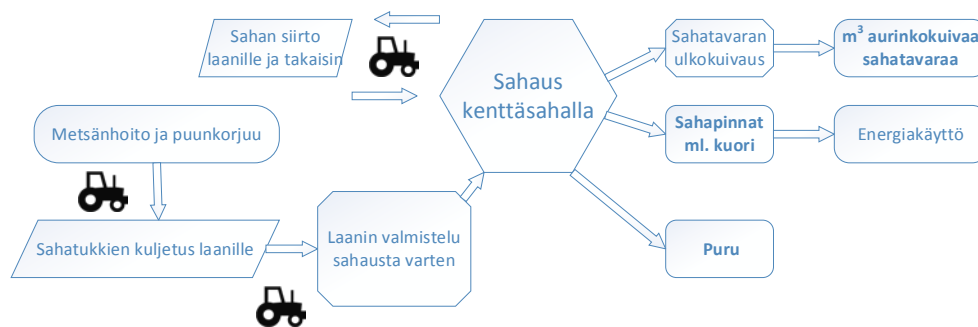 Sahan siirto
laanille ja takaisin
Sahaus
kenttäsahalla
Sahatavaran
ulkokuivaus
m³ aurinkokuivaa
sahatavaraa
Metsänhoito ja puunkorjuu
Sahapinnat
ml. kuori
Energiakäyttö
Sahatukkien kuljetus laanille
Laanin valmistelu
sahausta varten
Puru